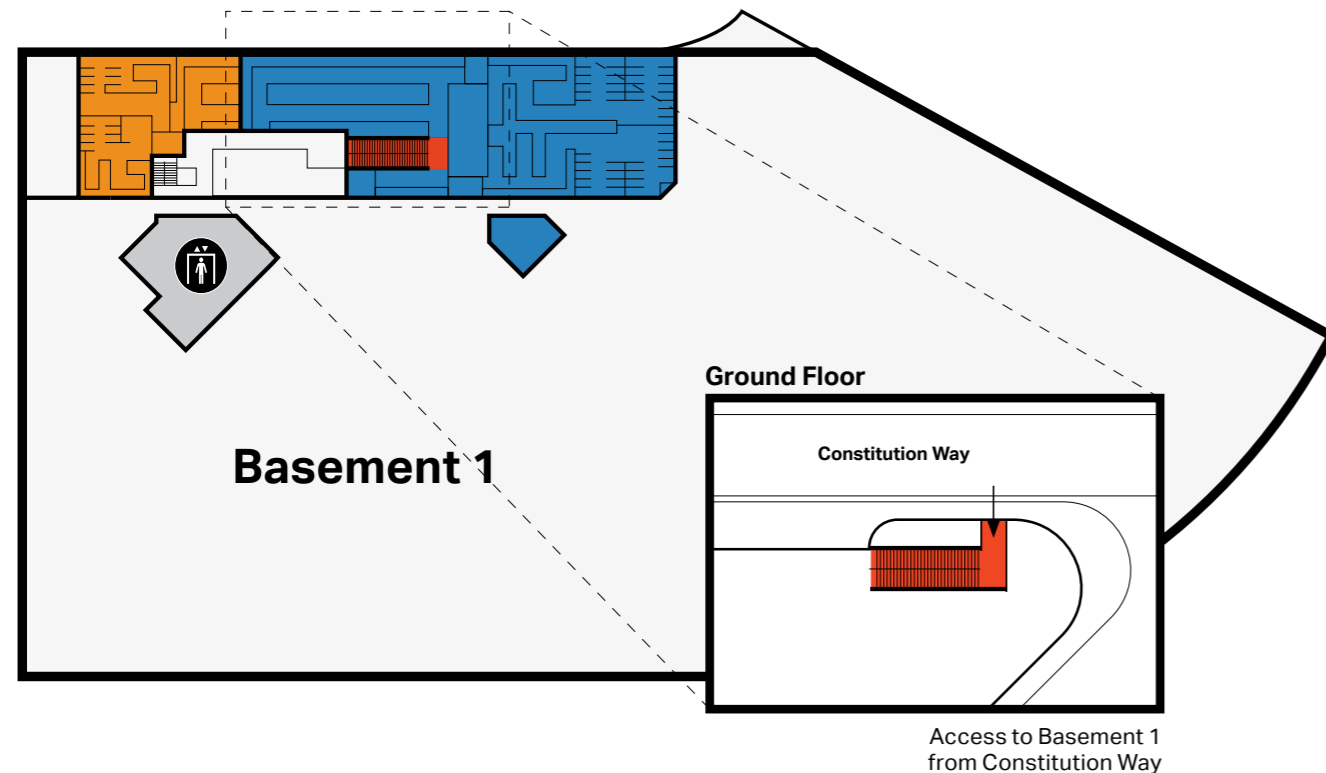 Ground Floor
Constitution Way
Basement 1
Access to Basement 1
from Constitution Way